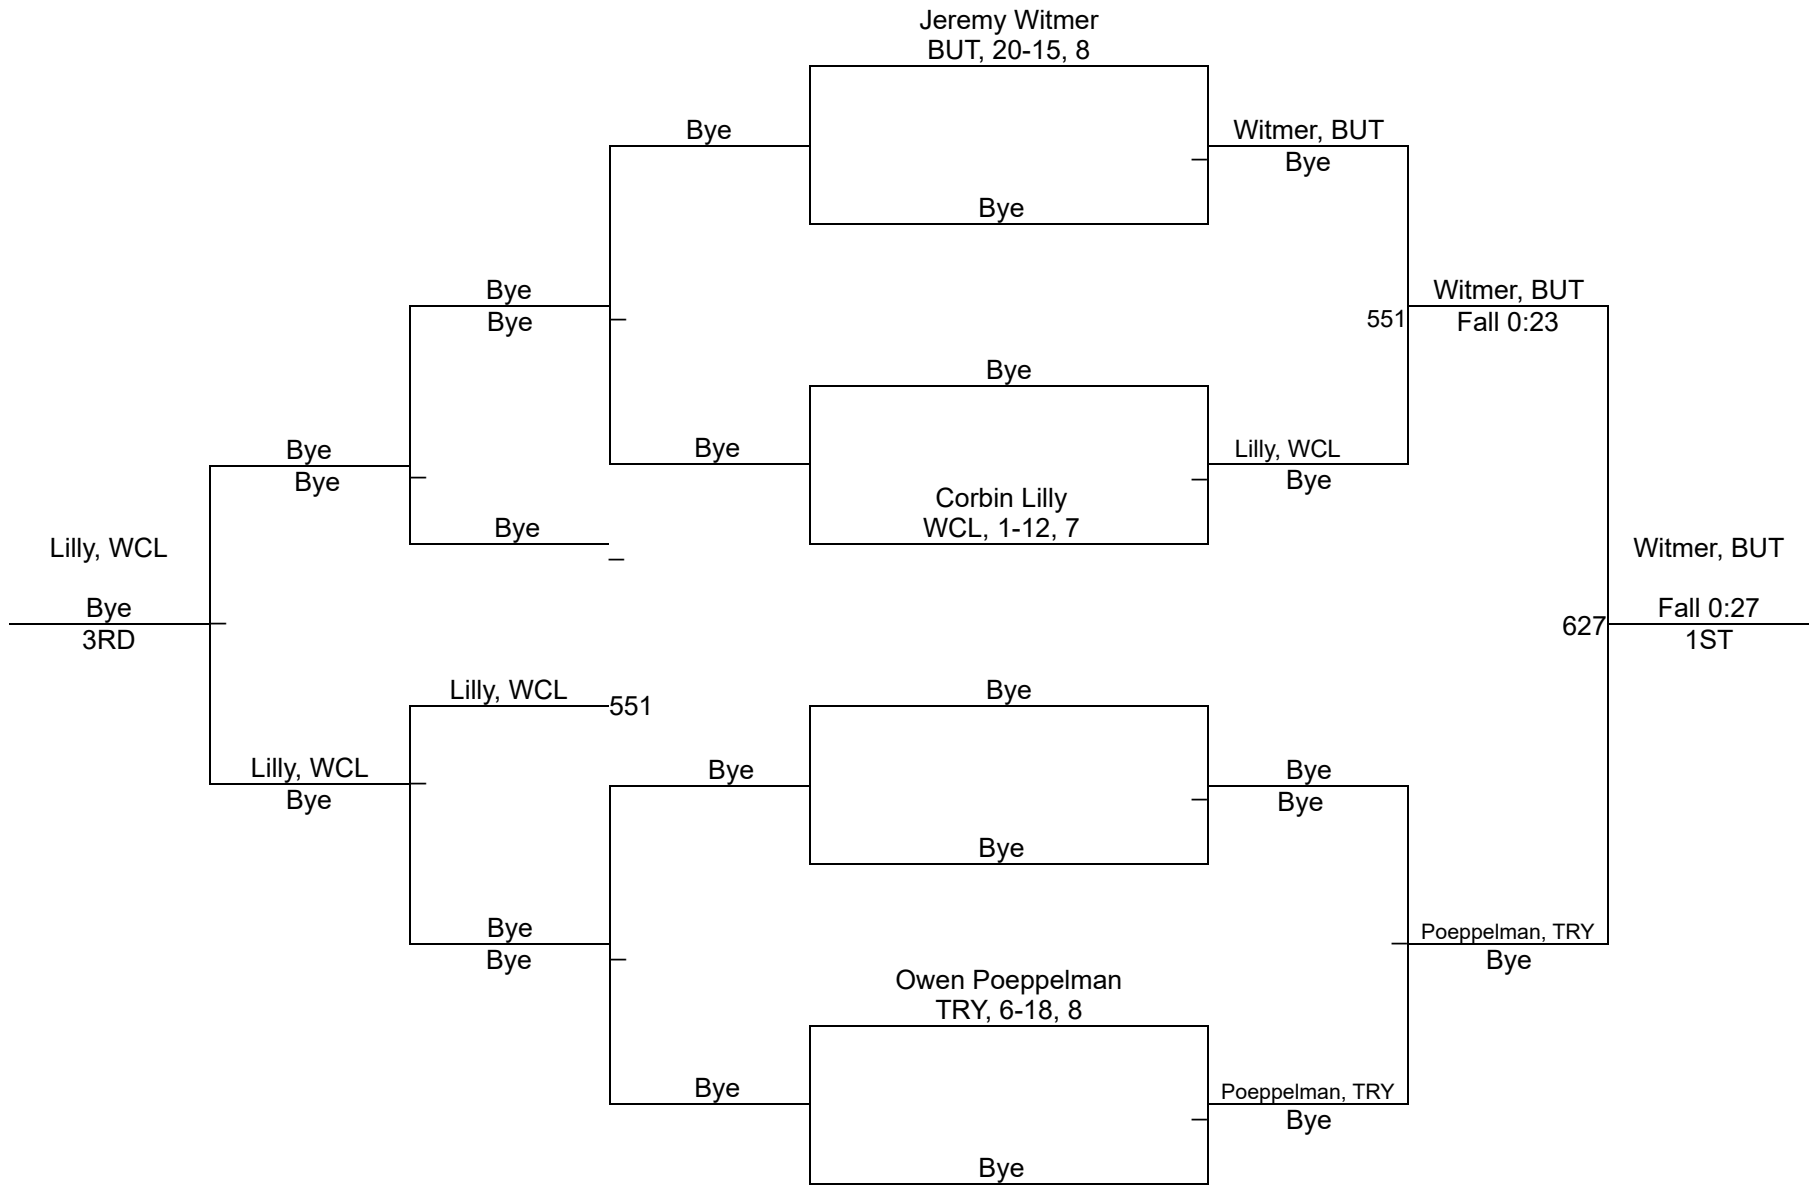 Jeremy Witmer
BUT, 20-15, 8
Bye
Witmer, BUT
Bye
Bye
Bye
Bye
Witmer, BUT
551
Fall 0:23
Bye
Bye
Bye
Lilly, WCL
Bye
Bye
Corbin Lilly
WCL, 1-12, 7
Bye
Lilly, WCL
Witmer, BUT
Bye
3RD
Fall 0:27
627
1ST
Lilly, WCL
551
Bye
Lilly, WCL
Bye
Bye
Bye
Bye
Bye
Bye
Bye
Bye
Poeppelman, TRY
Bye
Owen Poeppelman
TRY, 6-18, 8
Bye
Poeppelman, TRY
Bye
Bye